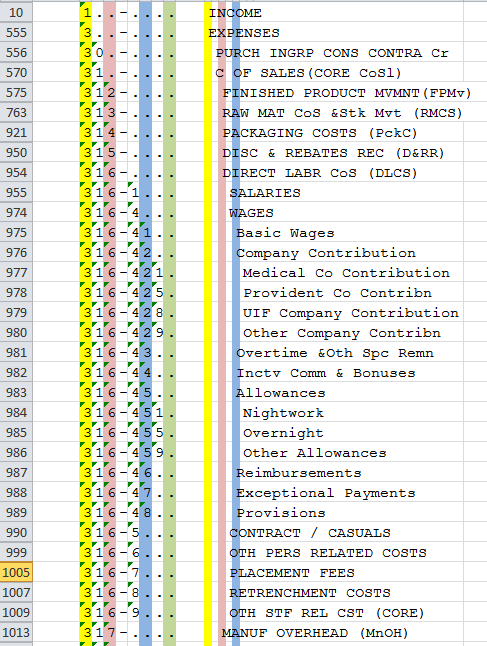 10 1..-.... INCOME
555 3..-.... EXPENSES
556 30.-.... PURCH INGRP CONS CONTRA Cr
570 31.-.... C OF SALES(CORE CoSl)
575 312-.... FINISHED PRODUCT MVMNT(FPMv)
763 313-.... RAW MAT CoS &Stk Mvt (RMCS)
921 314-.... PACKAGING COSTS (PckC)
950 315-.... DISC & REBATES REC (D&RR)
954 316-.... DIRECT LABR CoS (DLCS)
955 316-1... SALARIES
974 316-4... WAGES
975 316-41.. Basic Wages
976 316-42.. Company Contribution
977 316-421. Medical Co Contribution
978 316-425. Provident Co Contribn
979 316-428. UIF Company Contribution
980 316-429. Other Company Contribn
981 316-43.. Overtime &Oth Spc Remn
982 316-44.. Inctv Comm & Bonuses
983 316-45.. Allowances
984 316-451. Nightwork
985 316-455. Overnight
986 316-459. Other Allowances
987 316-46.. Reimbursements
988 316-47.. Exceptional Payments
989 316-48.. Provisions
990 316-5... CONTRACT / CASUALS
999 316-6... OTH PERS RELATED COSTS
1005 316-7... PLACEMENT FEES
1007 316-8... RETRENCHMENT COSTS
1009 316-9... OTH STF REL CST (CORE)
1013 317-.... MANUF OVERHEAD (MnOH)